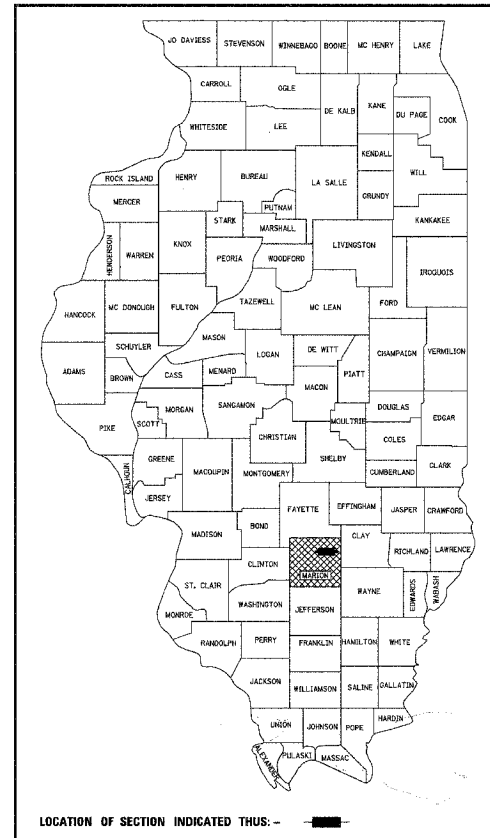 JO DAVIESS STEVENSON WINNEBAGO BOONE MC HENRY LAKE
CARROLL OGLE
DE KALB KANE DU PAGE COOK
WHITESIDE LEE
KENDALL WILL
ROCK ISLAND HENRY BUREAU LA SALLE GRUNDY
MERCER PUTNAM
STARK MARSHALL KANKAKEE
HENDERSON WARREN KNOX PEORIA WOODFORD LIVINGSTON
IROQUOIS
HANCOCK MC DONOUGH FULTON TAZEWELL MC LEAN FORD
MASON
SCHUYLER LOGAN DE WITT CHAMPAIGN VERMILION
ADAMS BROWN CASS MENARD MACON PIATT
PIKE SCOTT MORGAN SANGAMON MOULTRIE DOUGLAS EDGAR
CHRISTIAN COLES
GREENE MACOUPIN SHELBY
CALHOUN MONTGOMERY CUMBERLAND CLARK
JERSEY
FAYETTE EFFINGHAM JASPER CRAWFORD
MADISON BOND CLAY
CLINTON RICHLAND LAWRENCE
ST. CLAIR MARION WAYNE EDWARDS WABASH
WASHINGTON JEFFERSON
MONROE
RANDOLPH PERRY FRANKLIN HAMILTON WHITE
JACKSON WILLIAMSON SALINE GALLATIN
UNION JOHNSON POPE HARDIN
ALEXANDER PULASKI MASSAC
LOCATION OF SECTION INDICATED THUS: -